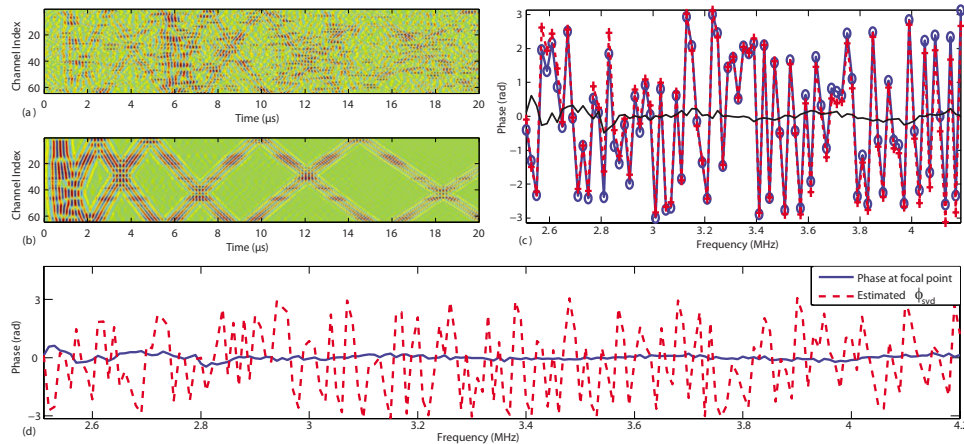 Channel Index
20
40
60
0 2 4 6 8 10 12 14 16 18 20
(a)
Time (µs)
Channel Index
20
40
60
0 2 4 6 8 10 12 14 16 18 20
(b)
Time (µs)
Phase (rad)
3
2
1
0
−1
−2
−3
2.6 2.8 3 3.2 3.4 3.6 3.8 4
(c)
Frequency (MHz)
Phase at focal point
Estimated ϕsvd
Phase (rad)
3
0
−3
2.6 2.8 3 3.2 3.4 3.6 3.8 4 4.2
(d)
Frequency (MHz)